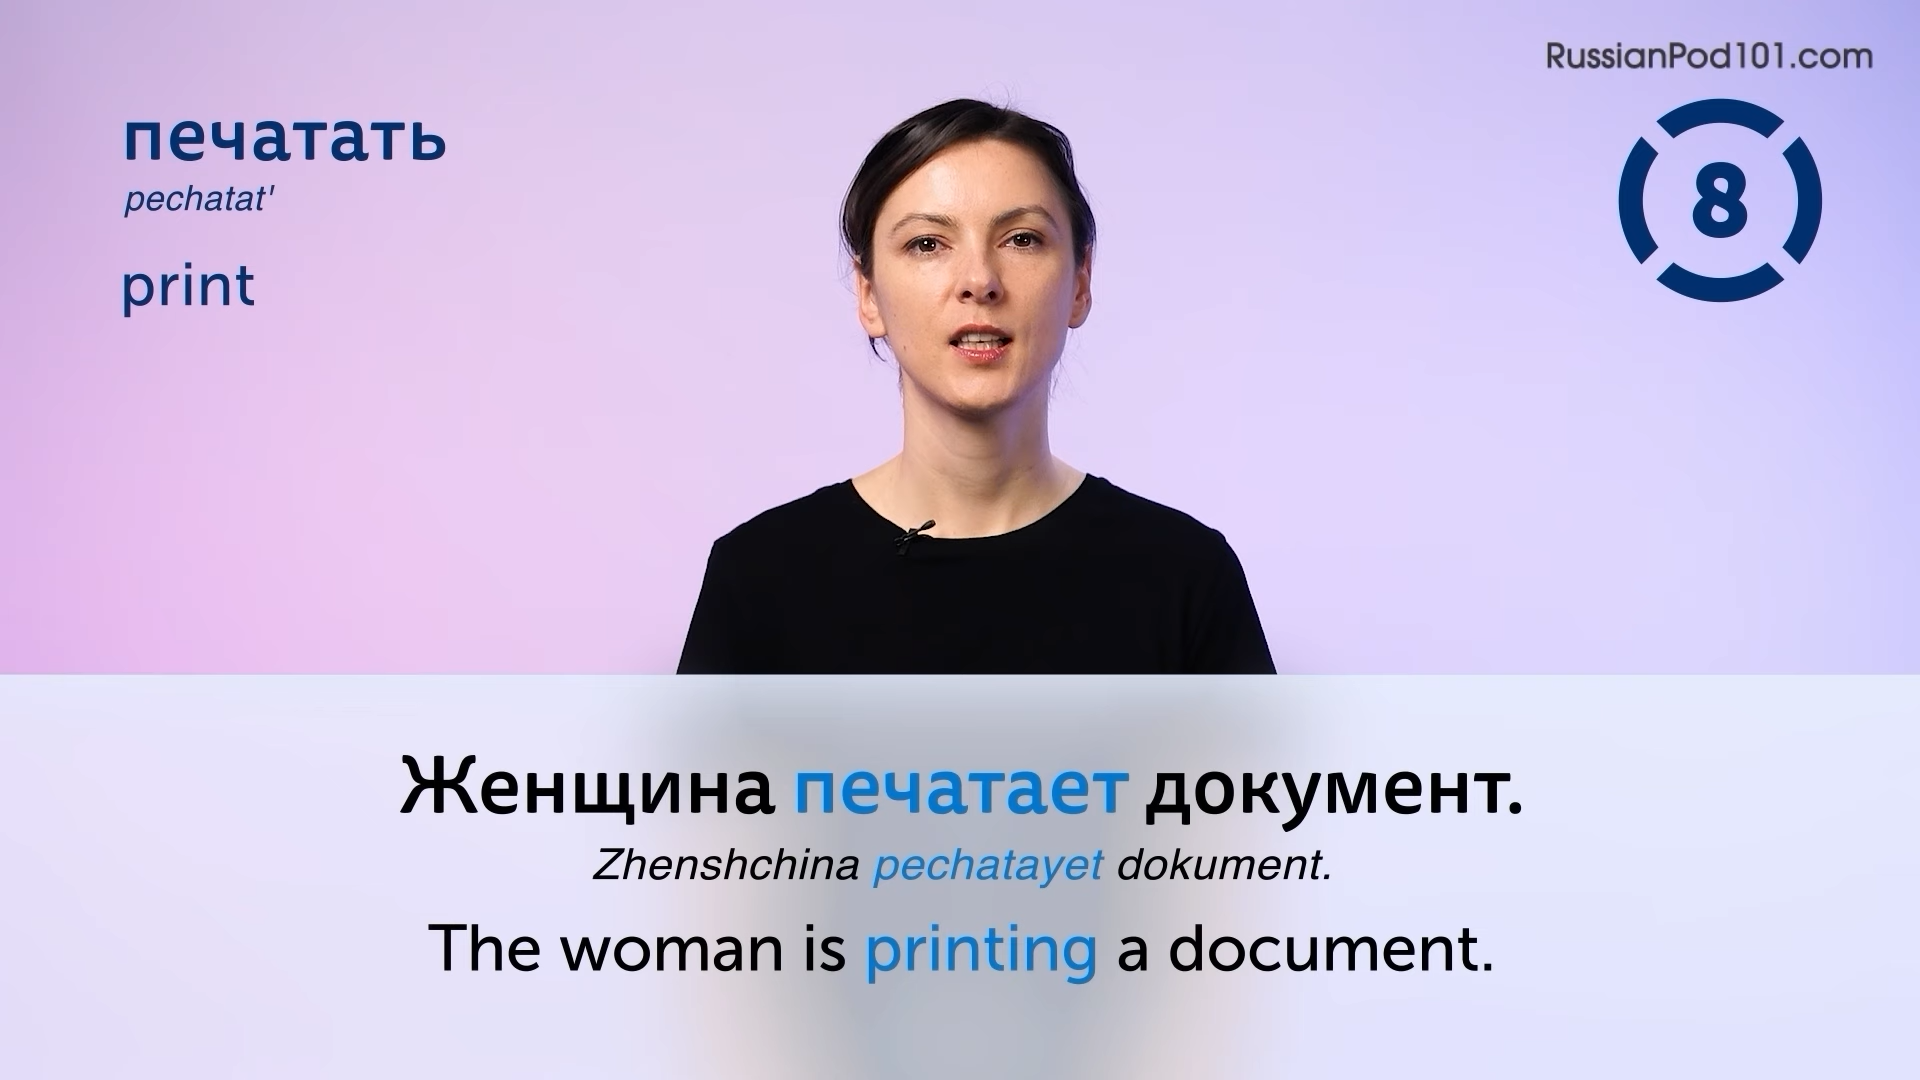 RussianPod101.com
печатать
pechatat'
print
8
Женщина печатает документ.
Zhenshchina pechatayet dokument.
The woman is printing a document.